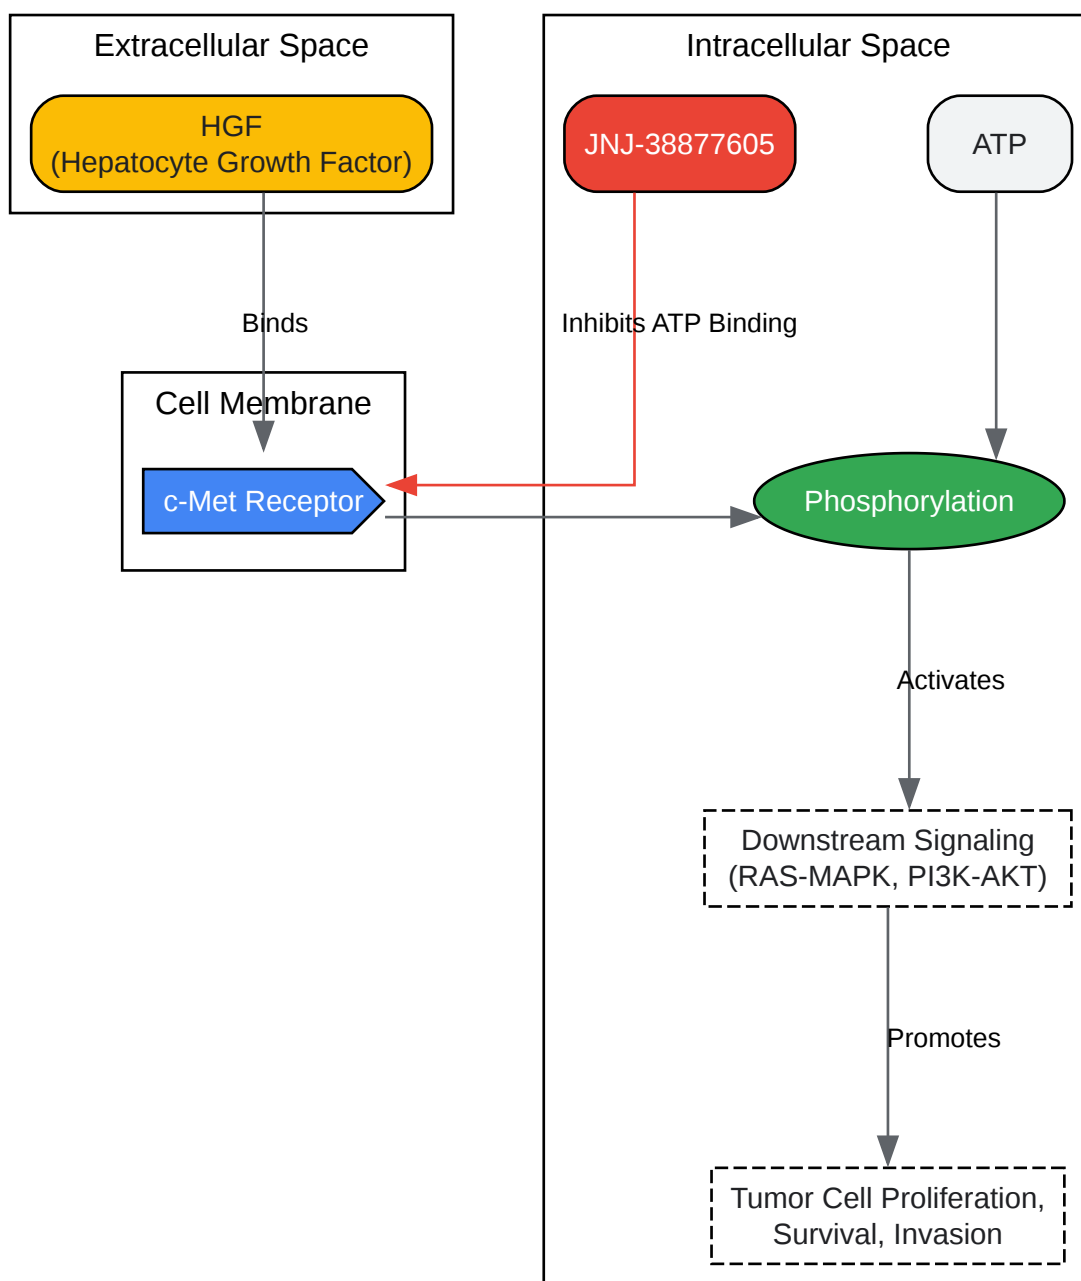 Extracellular Space
HGF
(Hepatocyte Growth Factor)
Intracellular Space
JNJ-38877605
ATP
Binds
Inhibits ATP Binding
Cell Membrane
c-Met Receptor
Phosphorylation
Activates
Downstream Signaling
(RAS-MAPK, PI3K-AKT)
Promotes
Tumor Cell Proliferation,
Survival, Invasion